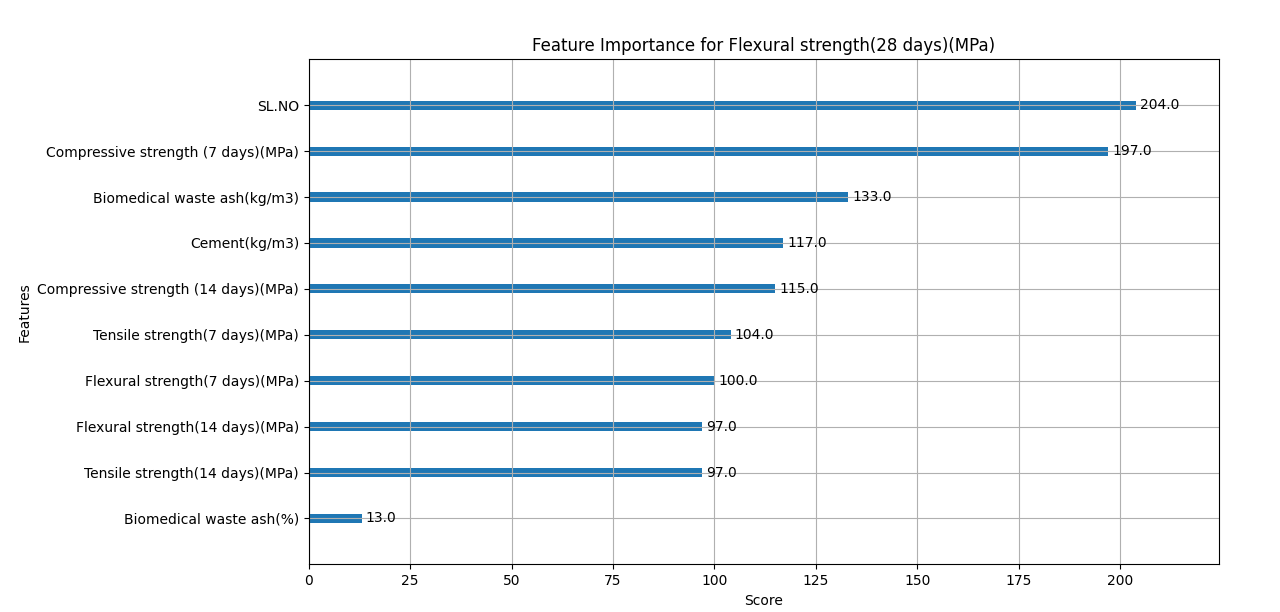 Feature Importance for Flexural strength(28 days)(MPa)
SL.NO 204.0
Compressive strength (7 days)(MPa) 197.0
Biomedical waste ash(kg/m3) 133.0
Cement(kg/m3) 117.0
Compressive strength (14 days)(MPa) 115.0
Tensile strength(7 days)(MPa) 104.0
Flexural strength(7 days)(MPa) 100.0
Flexural strength(14 days)(MPa) 97.0
Tensile strength(14 days)(MPa) 97.0
Biomedical waste ash(%) 13.0
Features
0 25 50 75 100 125 150 175 200
Score